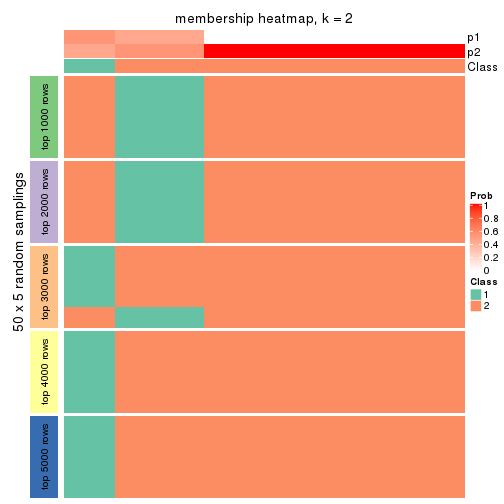 membership heatmap, k = 2
p1
p2
Class
50 x 5 random samplings
top 1000 rows
top 2000 rows
top 3000 rows
top 4000 rows
top 5000 rows
Prob
1
0.8
0.6
0.4
0.2
0
Class
1
2